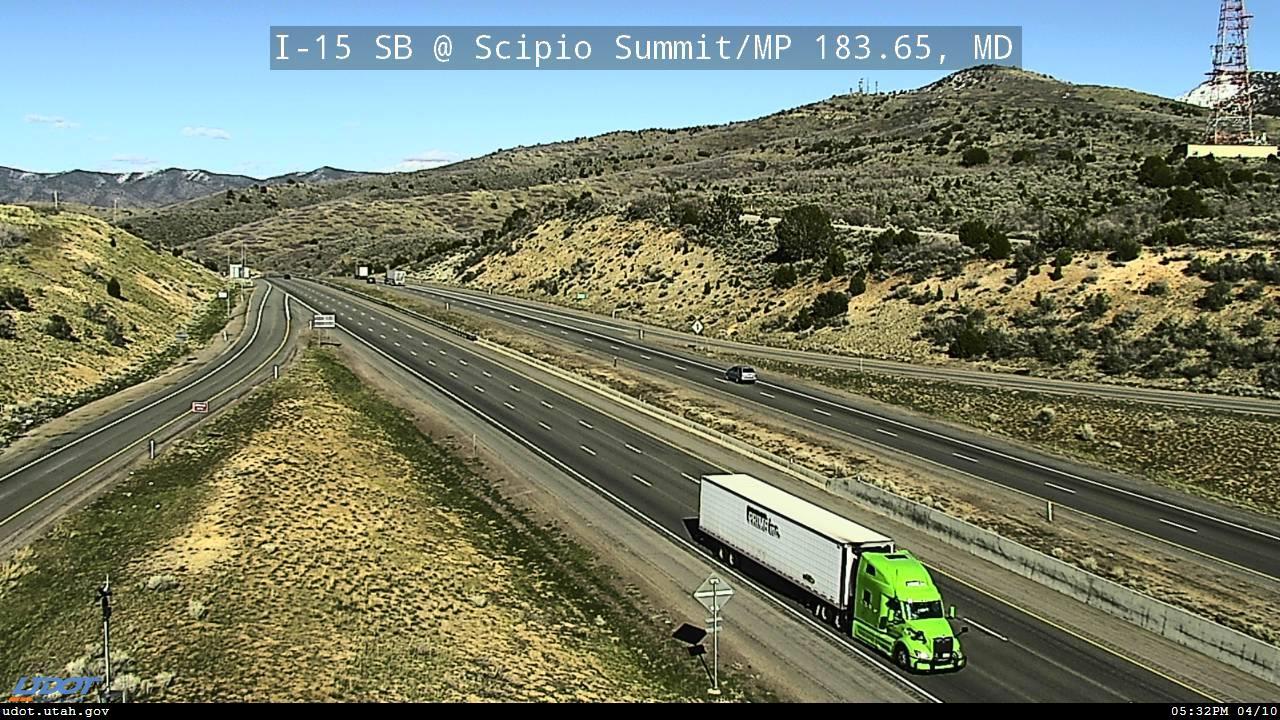 I-15 SB @ Scipio Summit/MP 183.65, MD
PRIME inc.
UDOT
udot.utah.gov
05:32PM 04/10